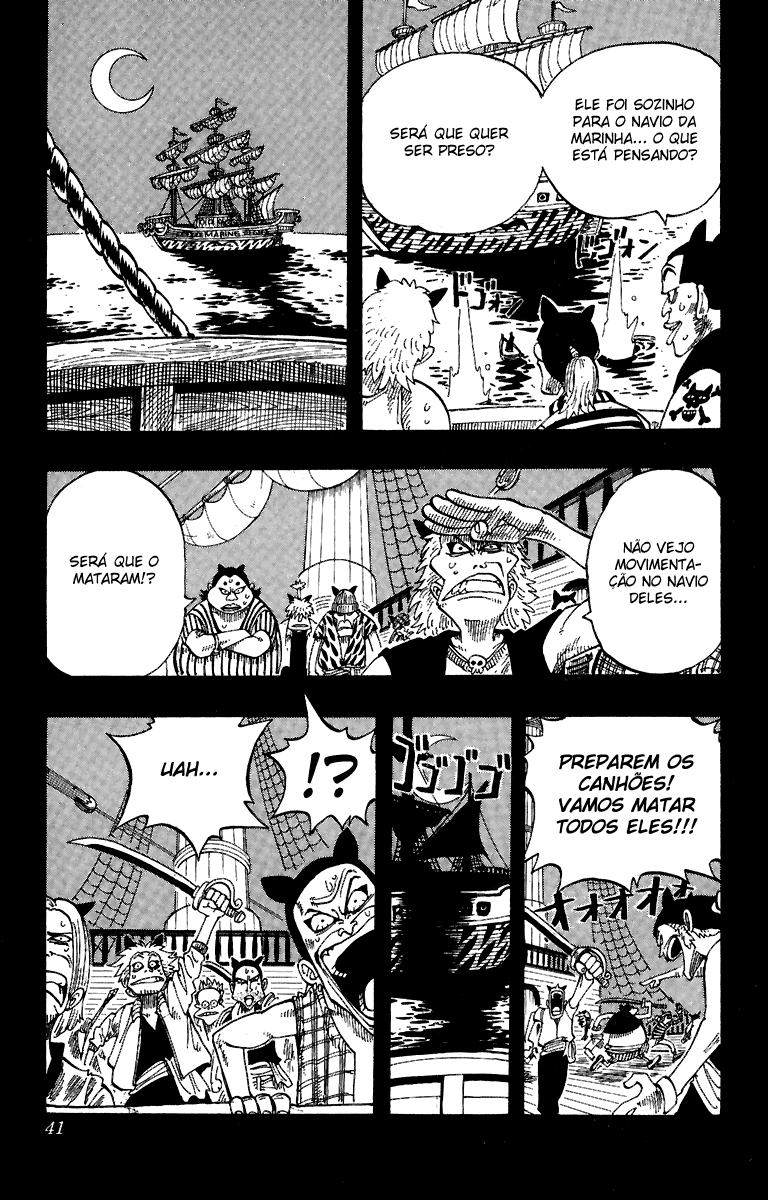 MARINE
ELE FOI SOZINHO
PARA O NAVIO DA
MARINHA... O QUE
ESTÁ PENSANDO?
SERÁ QUE QUER
SER PRESO?
ドゴォン
ドゴォン
NÃO VEJO
MOVIMENTA-
ÇÃO NO NAVIO
DELES...
SERÁ QUE O
MATARAM!?
PREPAREM OS
CANHÕES!
VAMOS MATAR
TODOS ELES!!!
オオオオオ
ゴゴゴゴ
!?
UAH...
41